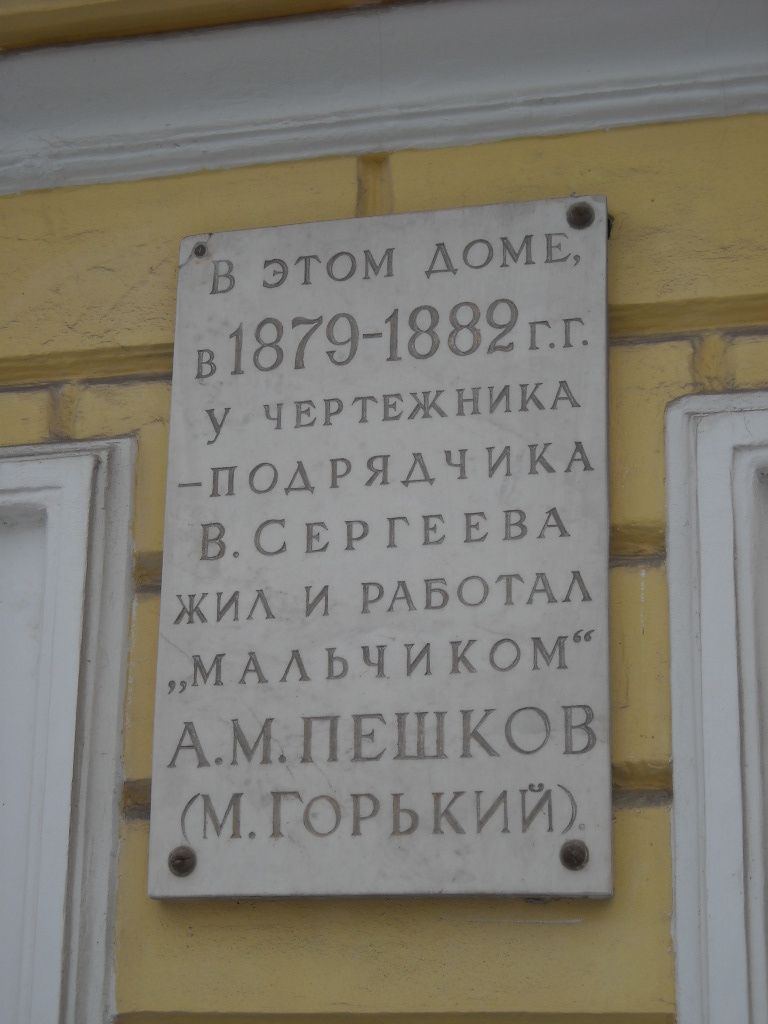 В ЭТОМ ДОМЕ,
в 1879-1882 г.г.
У ЧЕРТЕЖНИКА
-ПОДРЯДЧИКА
В. СЕРГЕЕВА
ЖИЛ И РАБОТАЛ
„МАЛЬЧИКОМ“
А.М.ПЕШКОВ
(М.ГОРЬКИЙ).